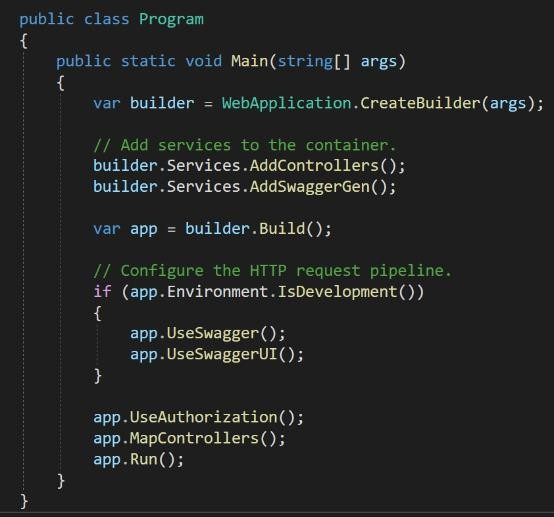 public class Program
{
    public static void Main(string[] args)
    {
        var builder = WebApplication.CreateBuilder(args);

        // Add services to the container.
        builder.Services.AddControllers();
        builder.Services.AddSwaggerGen();

        var app = builder.Build();

        // Configure the HTTP request pipeline.
        if (app.Environment.IsDevelopment())
        {
            app.UseSwagger();
            app.UseSwaggerUI();
        }

        app.UseAuthorization();
        app.MapControllers();
        app.Run();
    }
}